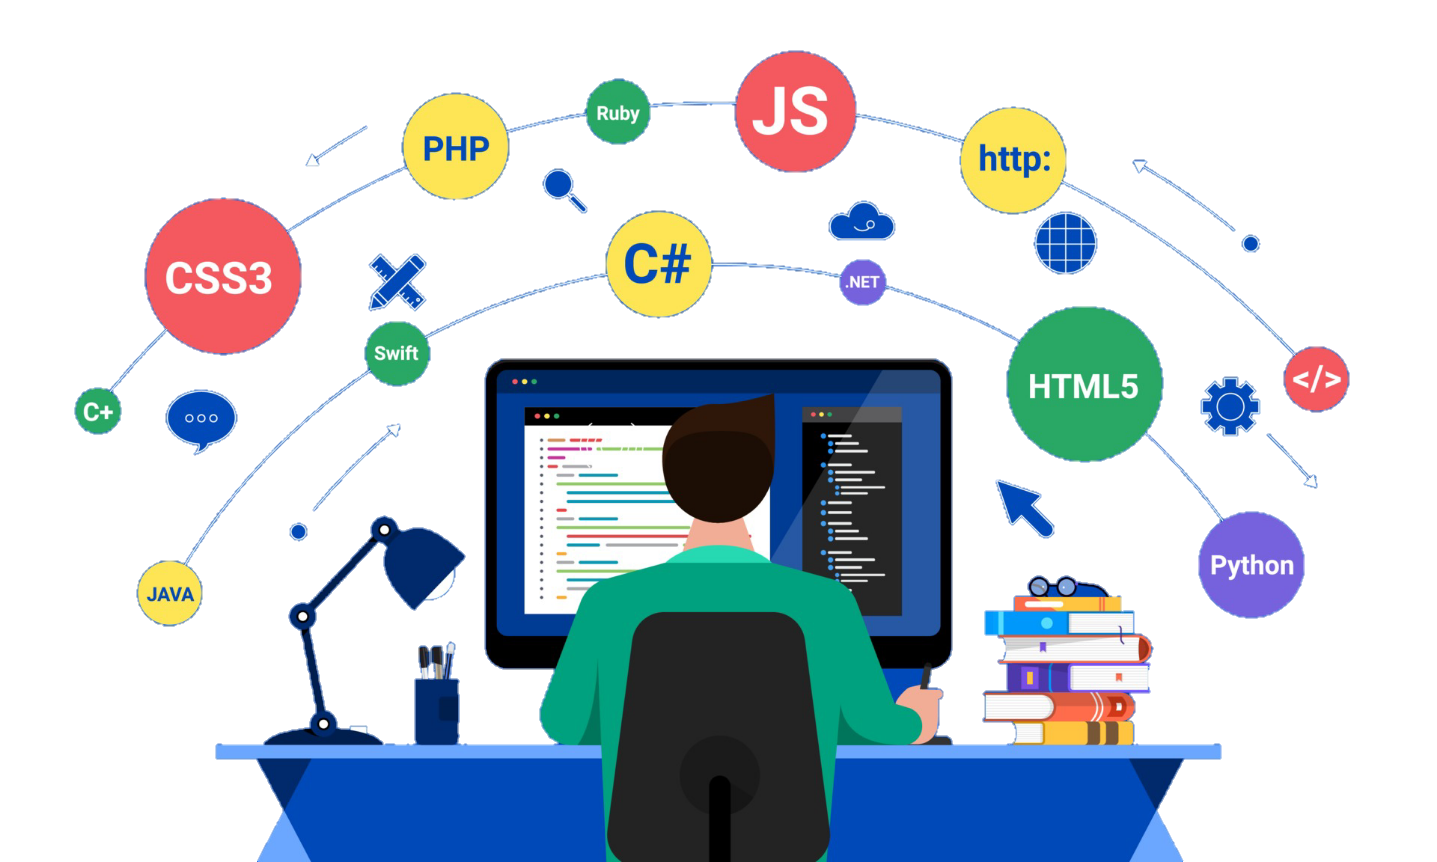 JS
Ruby
PHP
http:
C#
CSS3
.NET
Swift
</>
HTML5
C+
Python
JAVA